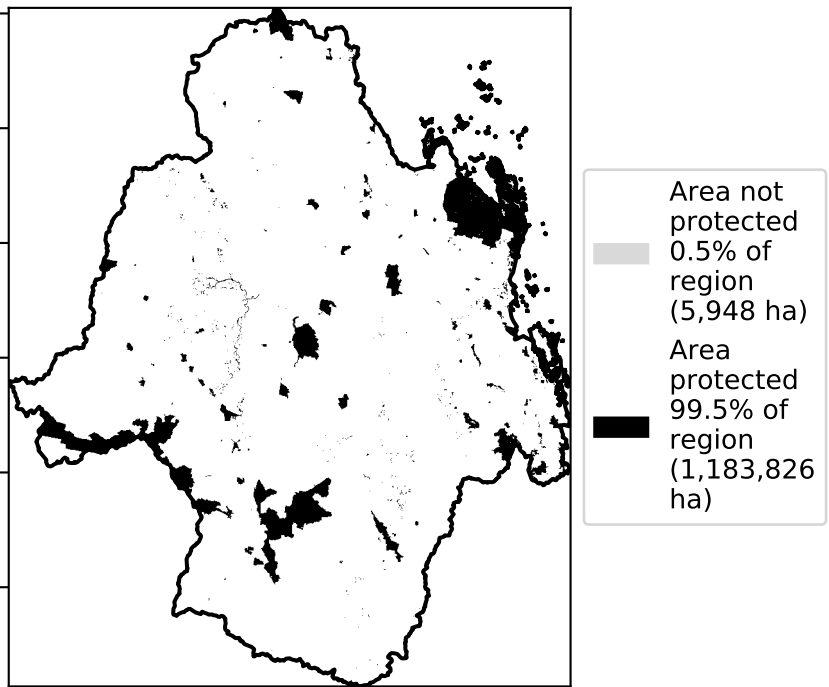 Area not
protected
0.5% of
region
(5,948 ha)
Area
protected
99.5% of
region
(1,183,826
ha)